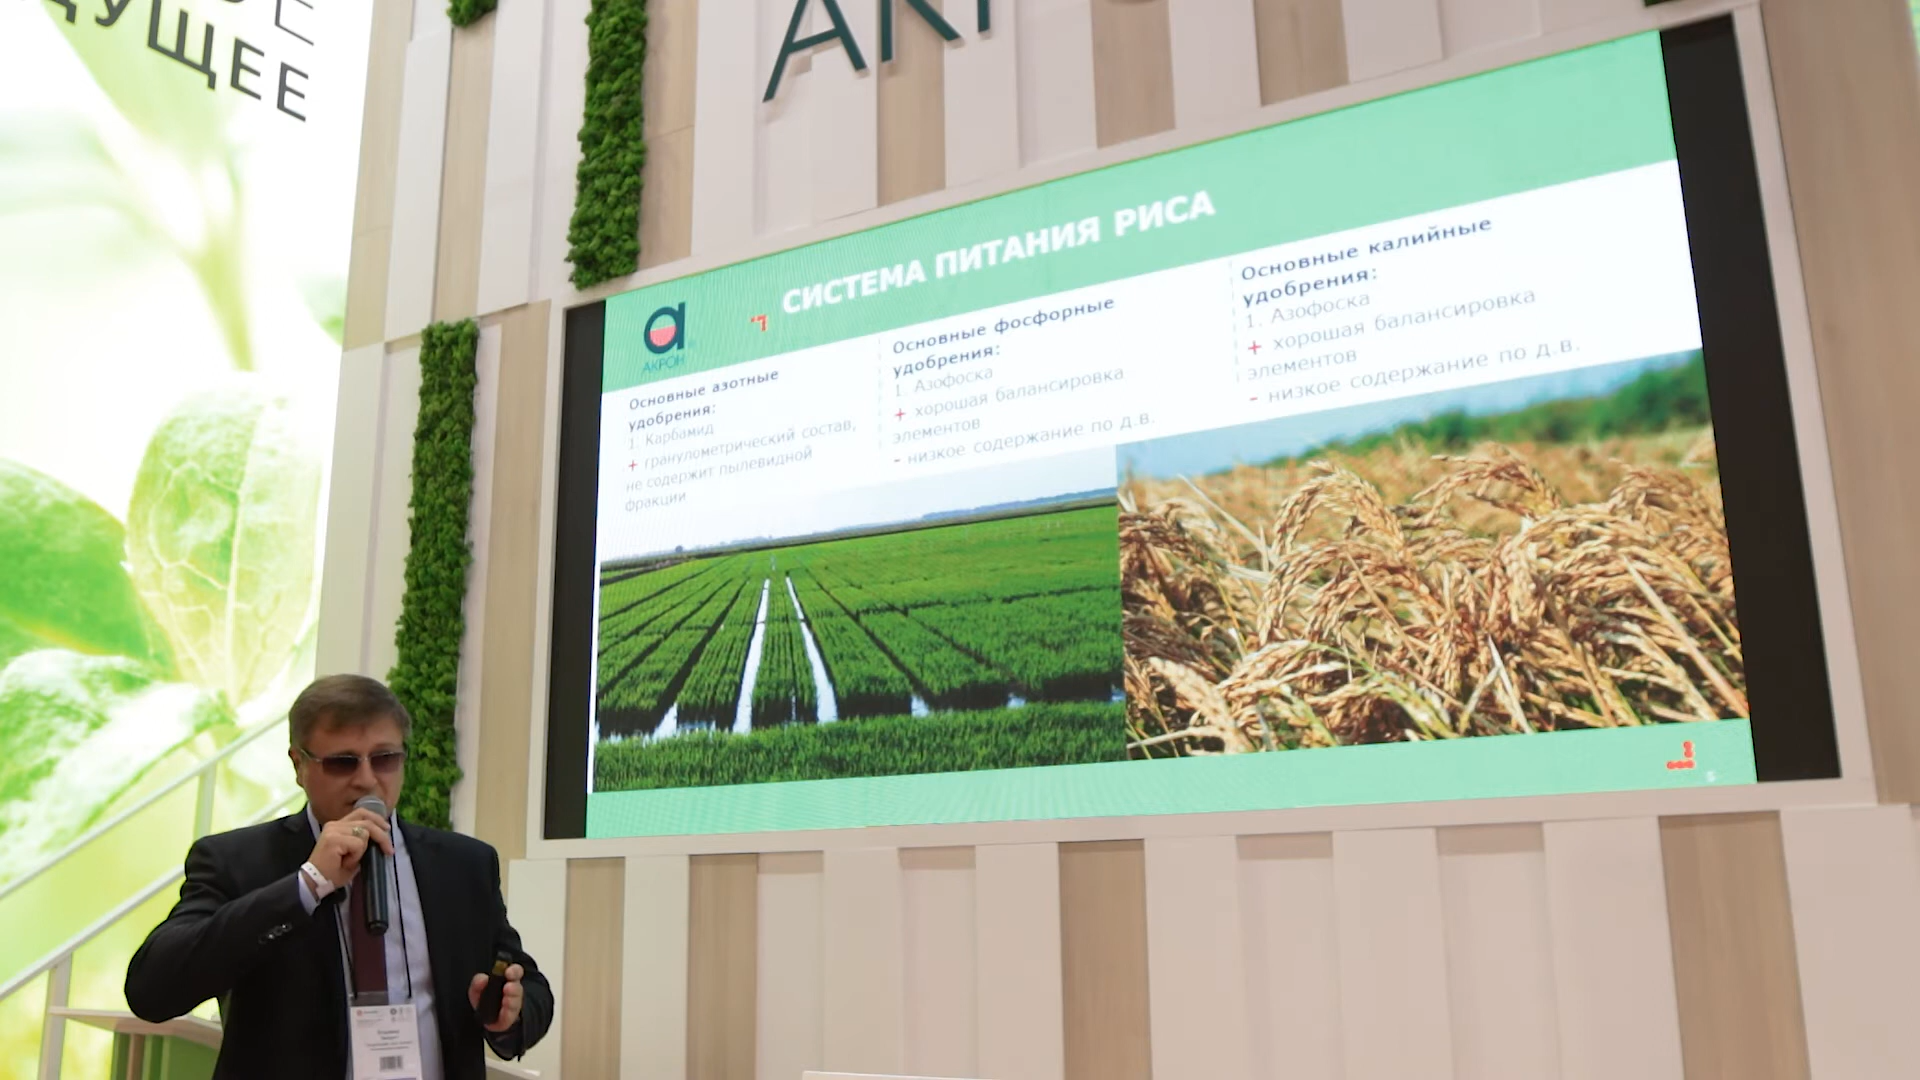 УЩЕЕ
АК
СИСТЕМА ПИТАНИЯ РИСА
АКРОН
Основные азотные
удобрения:
1. Карбамид
+ гранулометрический состав,
не содержит пылевидной
фракции
Основные фосфорные
удобрения:
1. Азофоска
+ хорошая балансировка
элементов
- низкое содержание по д.в.
Основные калийные
удобрения:
1. Азофоска
+ хорошая балансировка
элементов
- низкое содержание по д.в.
5